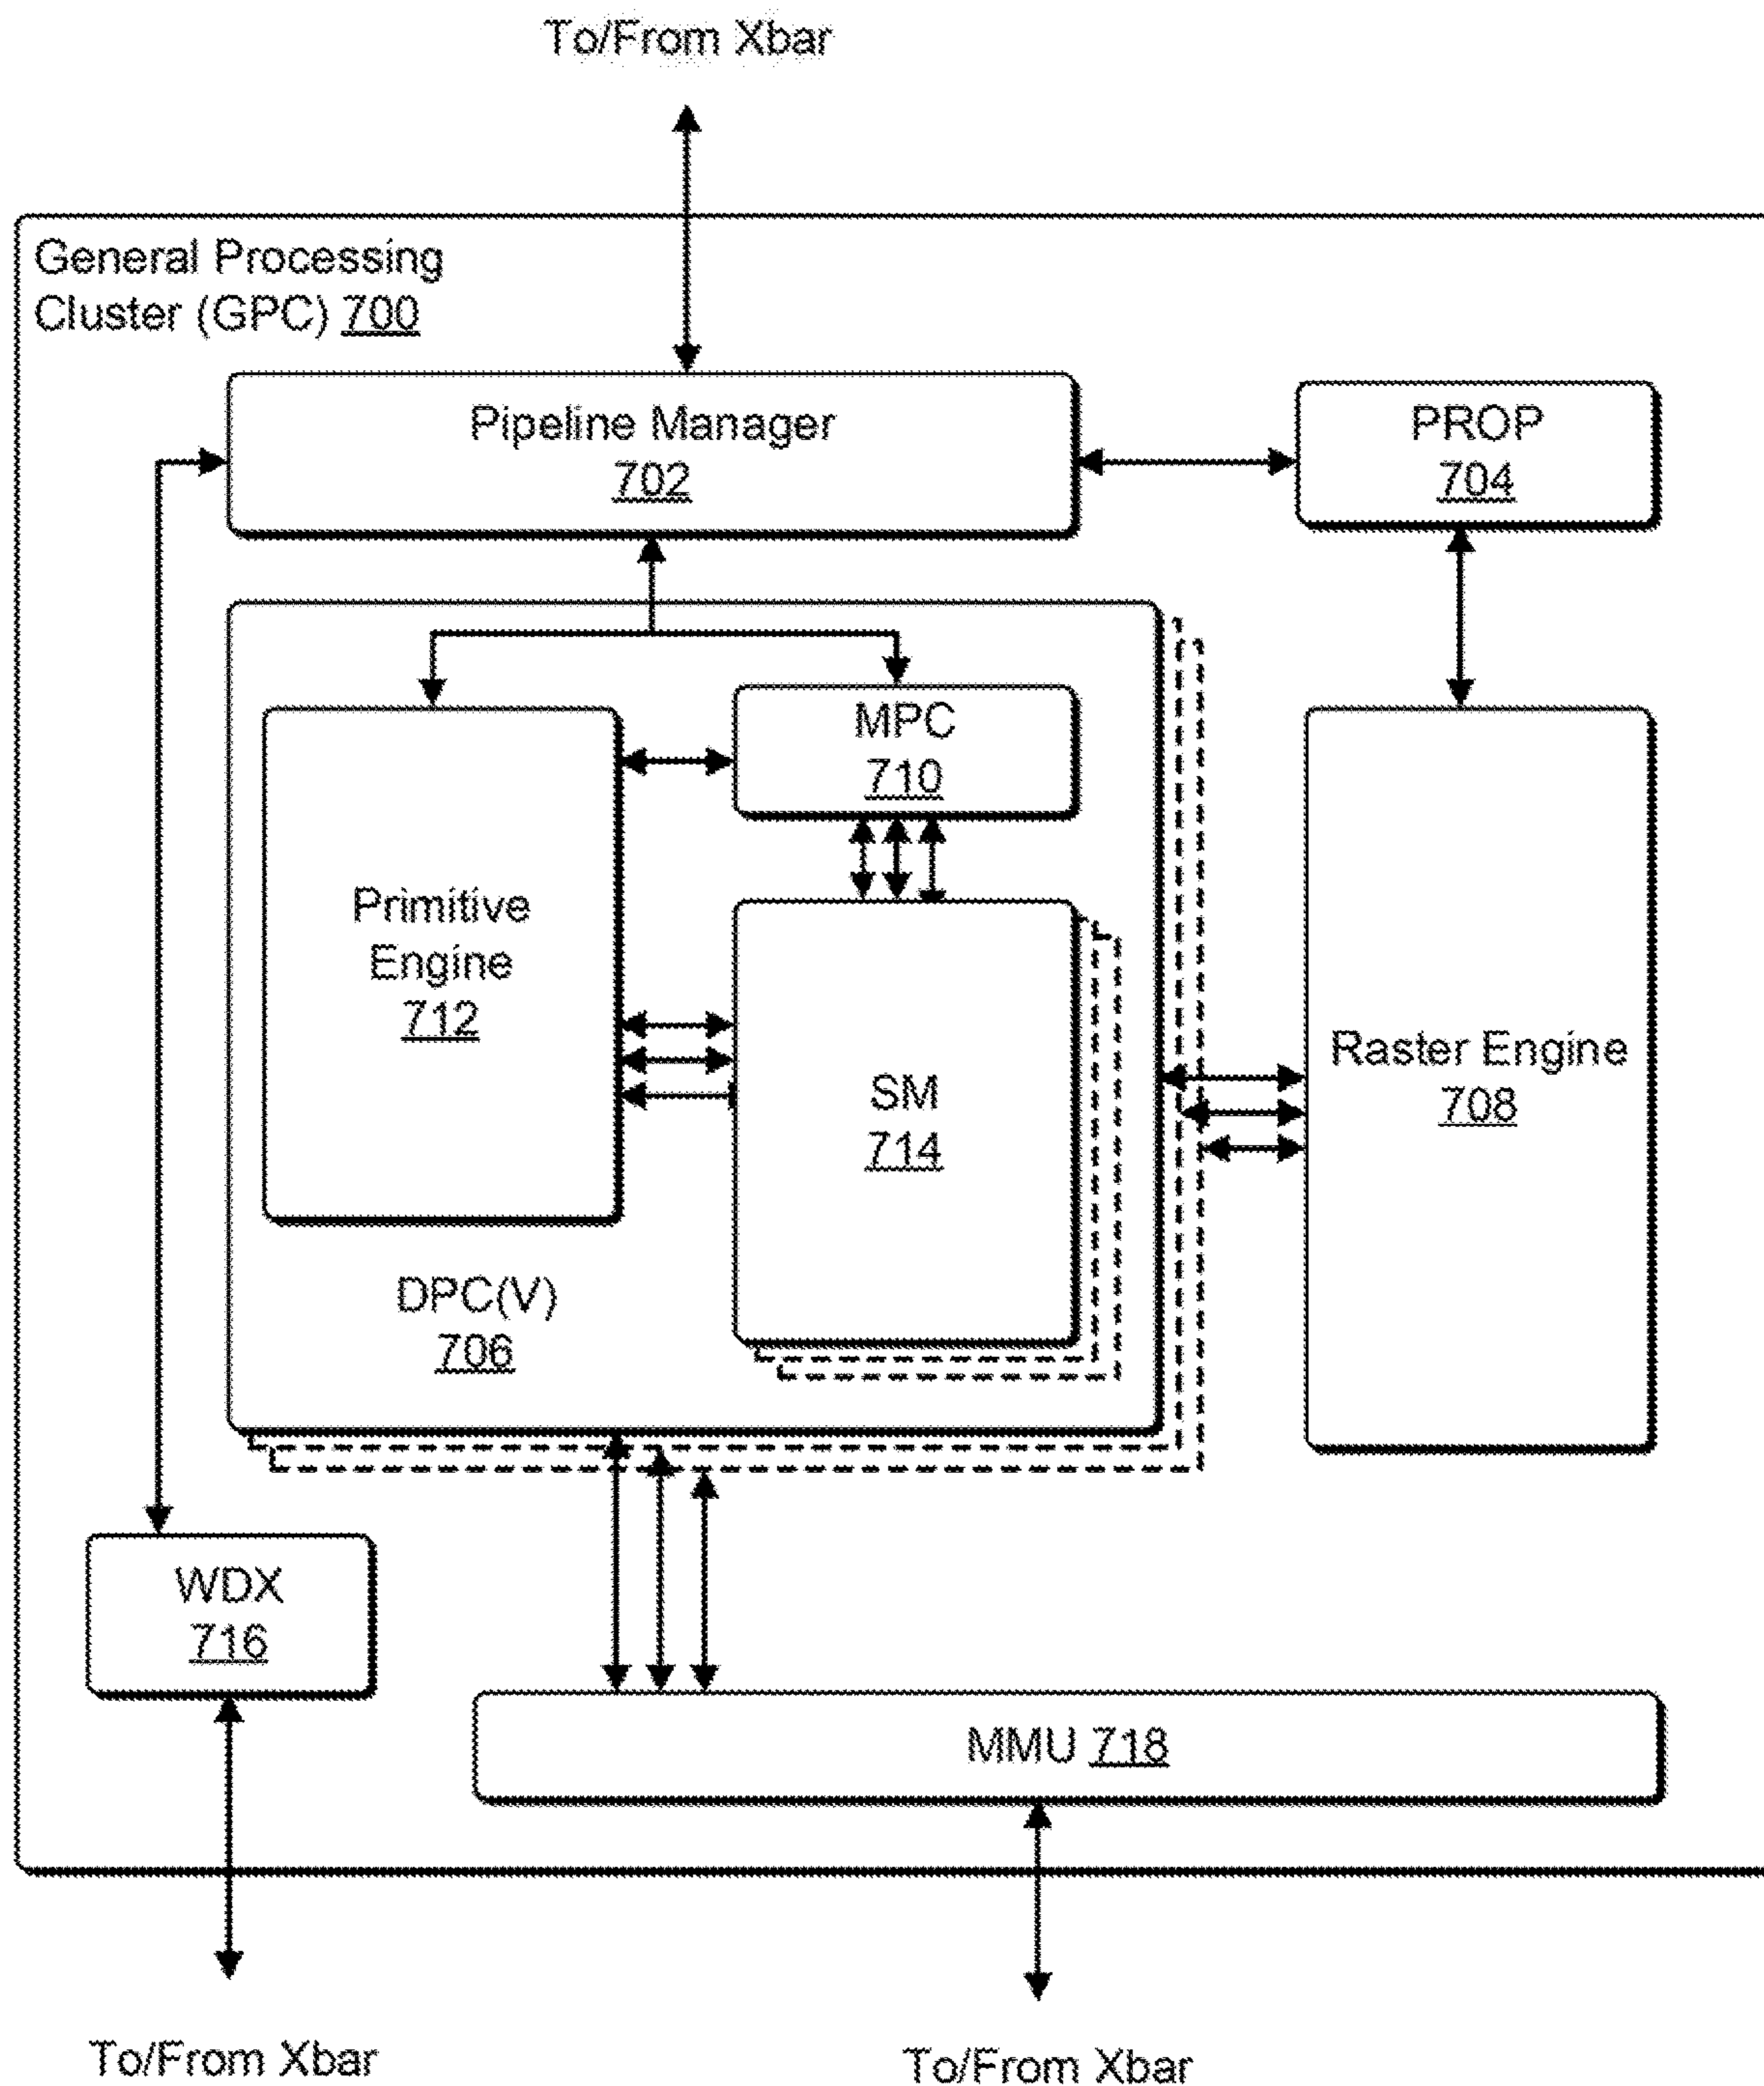 To/From Xbar
General Processing
Cluster (GPC) 700
Pipeline Manager
702
PROP
704
MPC
710
Primitive
Engine
712
SM
714
Raster Engine
708
DPC(V)
706
WDX
716
MMU 718
To/From Xbar
To/From Xbar